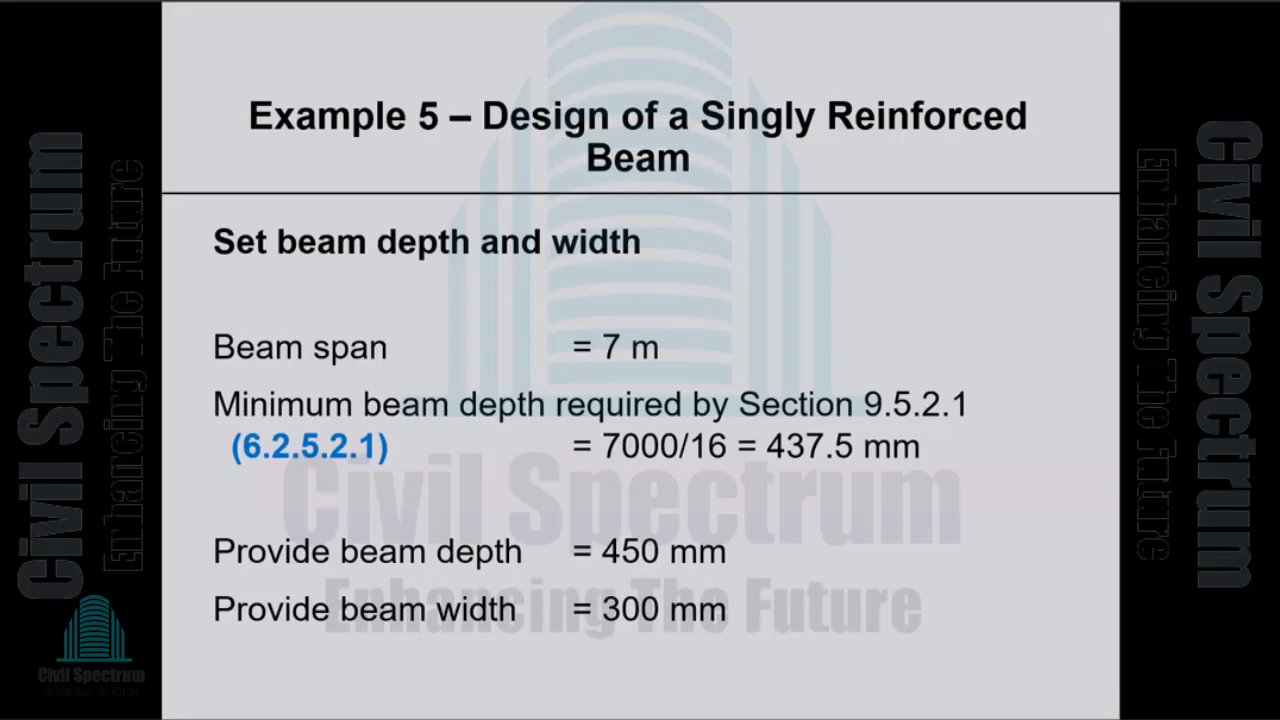 Example 5 – Design of a Singly Reinforced
Beam
Set beam depth and width
Beam span = 7 m
Minimum beam depth required by Section 9.5.2.1
(6.2.5.2.1) = 7000/16 = 437.5 mm
Provide beam depth = 450 mm
Provide beam width = 300 mm
Civil Spectrum
Enhancing The Future
Civil Spectrum
Enhancing The Future
Civil Spectrum
Enhancing The Future
Civil Spectrum